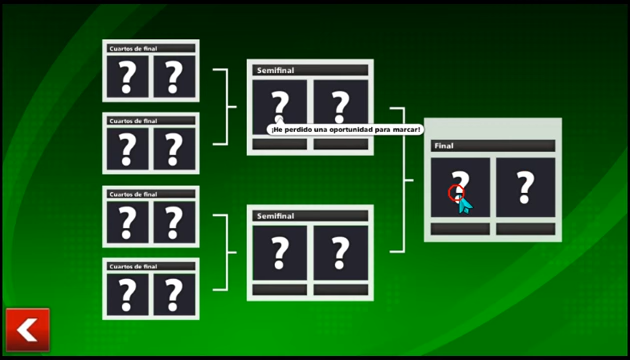 Cuartos de final
? ?
Cuartos de final
? ?
Cuartos de final
? ?
Cuartos de final
? ?
Semifinal
? ?
¡He perdido una oportunidad para marcar!
Semifinal
? ?
Final
? ?